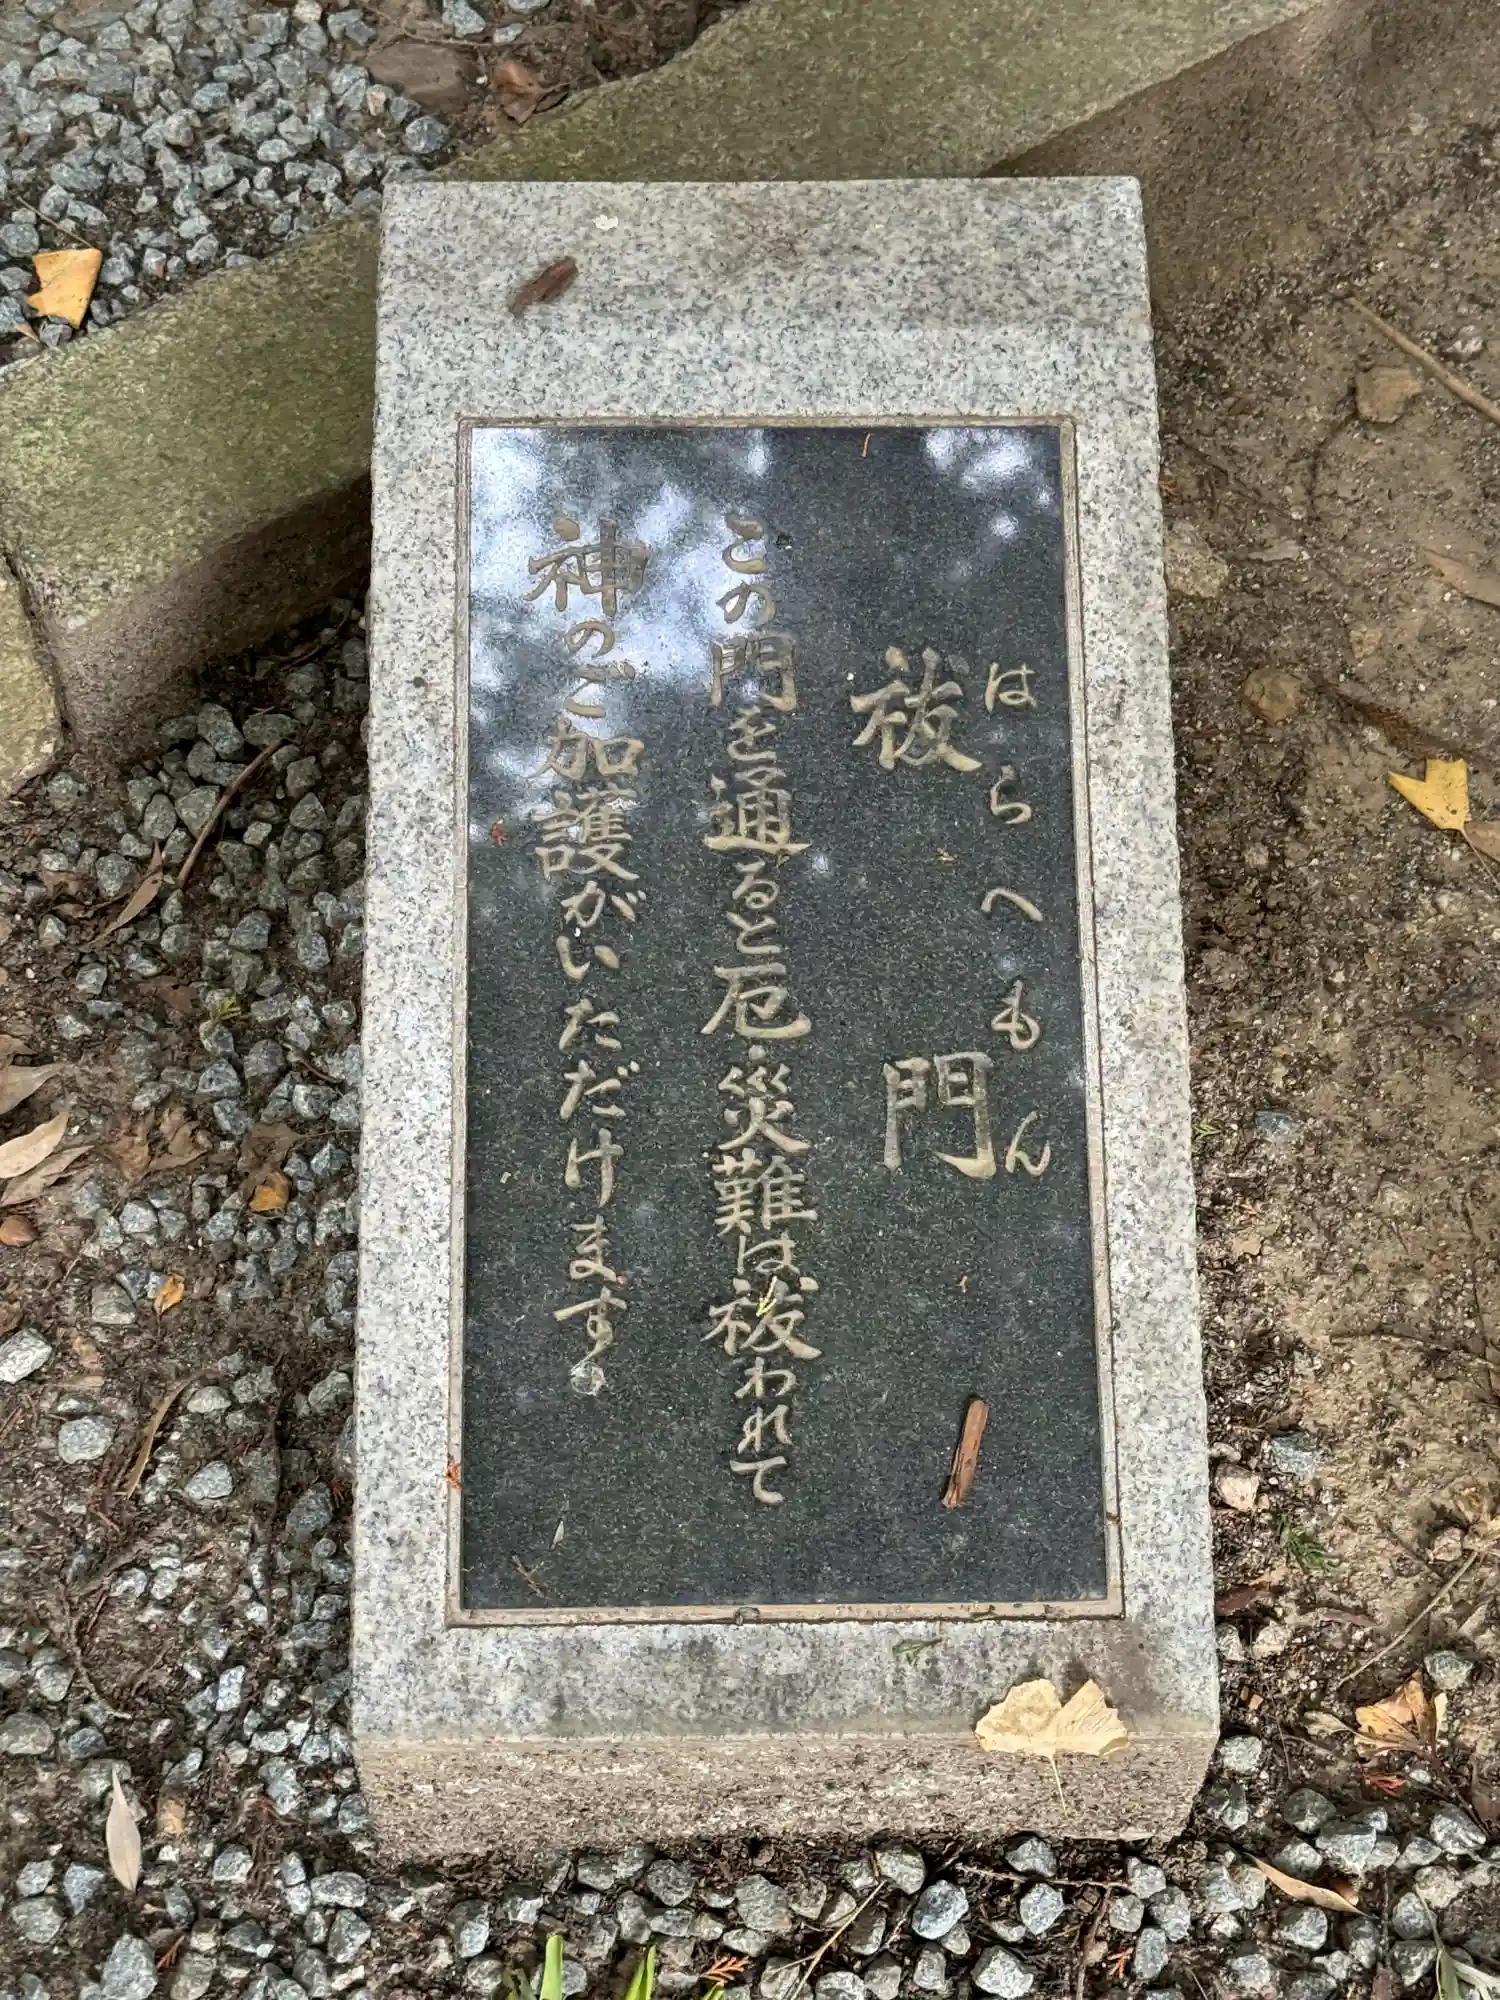 はらへもん
祓門
この門を通ると厄災難は祓われて
神のご加護がいただけます。